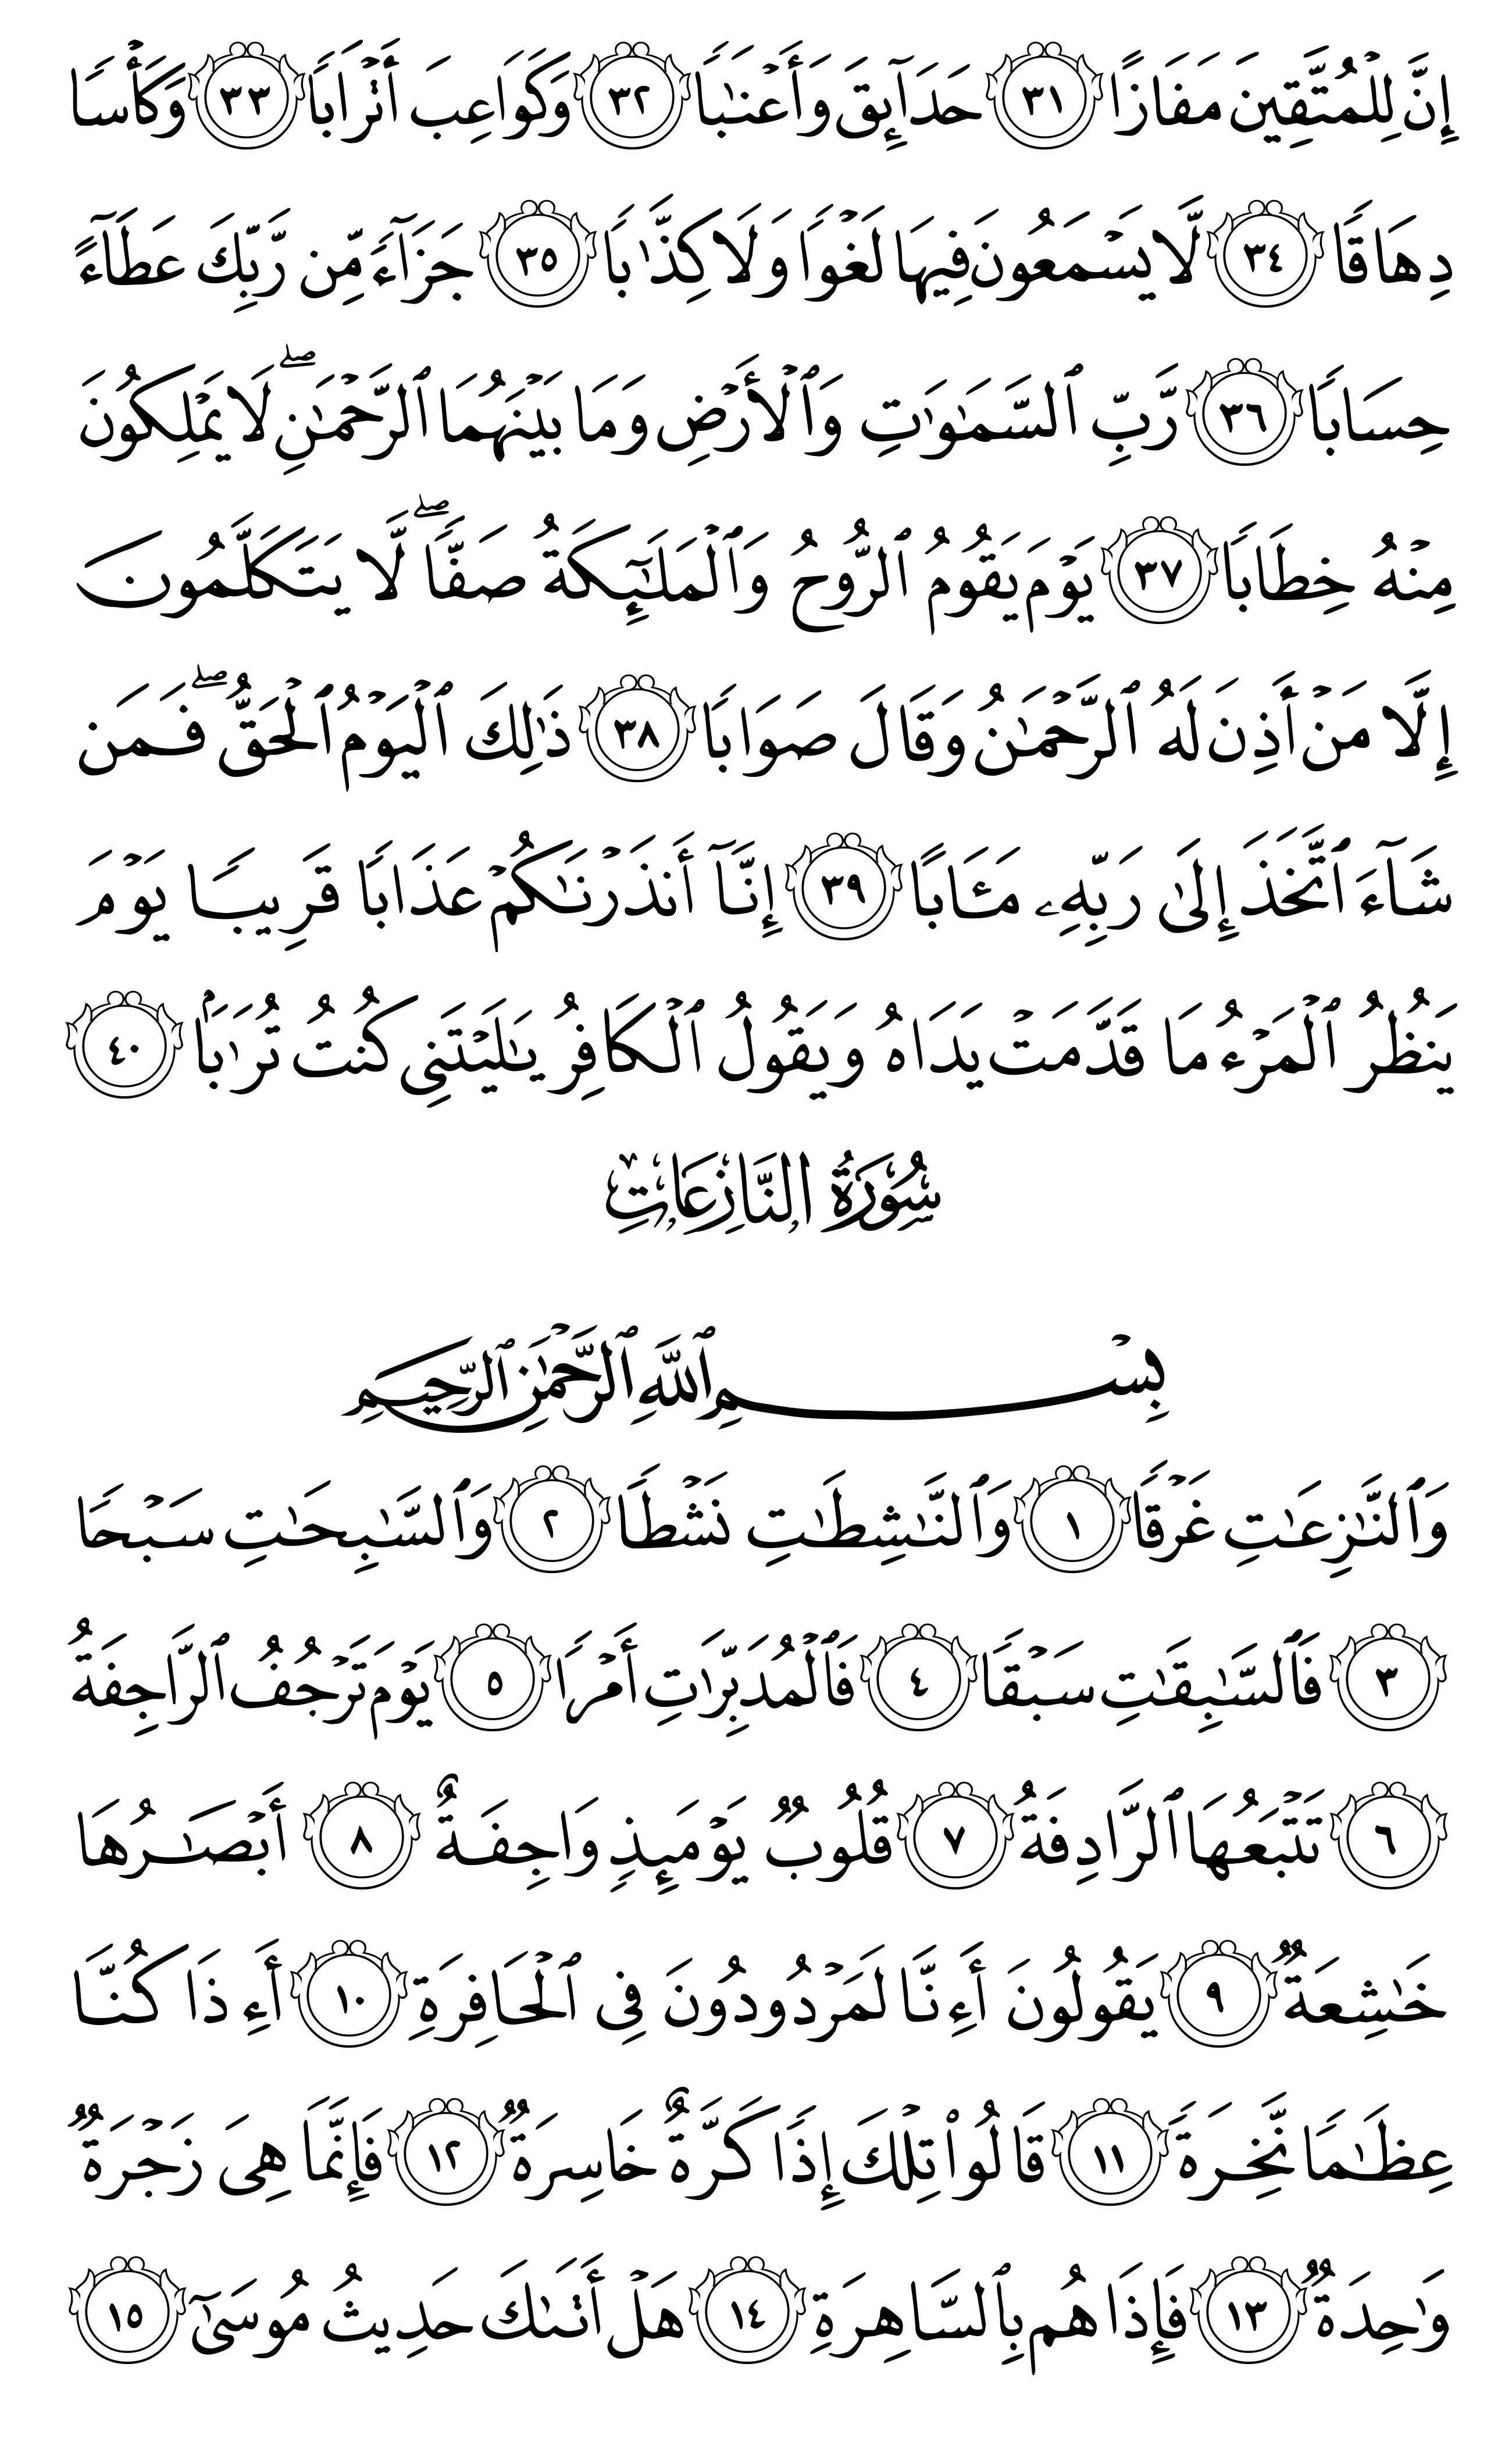 إِنَّ لِلْمُتَّقِينَ مَفَازًا ٣١ حَدَآئِقَ وَأَعْنَٰبًا ٣٢ وَكَوَاعِبَ أَتْرَابًا ٣٣ وَكَأْسًا
دِهَاقًا ٣٤ لَّا يَسْمَعُونَ فِيهَا لَغْوًا وَلَا كِذَّٰبًا ٣٥ جَزَآءً مِّن رَّبِّكَ عَطَآءً
حِسَابًا ٣٦ رَّبِّ ٱلسَّمَٰوَٰتِ وَٱلْأَرْضِ وَمَا بَيْنَهُمَا ٱلرَّحْمَٰنِ ۖ لَا يَمْلِكُونَ
مِنْهُ خِطَابًا ٣٧ يَوْمَ يَقُومُ ٱلرُّوحُ وَٱلْمَلَٰٓئِكَةُ صَفًّا ۖ لَّا يَتَكَلَّمُونَ
إِلَّا مَنْ أَذِنَ لَهُ ٱلرَّحْمَٰنُ وَقَالَ صَوَابًا ٣٨ ذَٰلِكَ ٱلْيَوْمُ ٱلْحَقُّ ۖ فَمَن
شَآءَ ٱتَّخَذَ إِلَىٰ رَبِّهِۦ مَـَٔابًا ٣٩ إِنَّآ أَنذَرْنَٰكُمْ عَذَابًا قَرِيبًا يَوْمَ
يَنظُرُ ٱلْمَرْءُ مَا قَدَّمَتْ يَدَاهُ وَيَقُولُ ٱلْكَافِرُ يَٰلَيْتَنِى كُنتُ تُرَٰبًۢا ٤٠
سُورَةُ النَّازِعَاتِ
بِسْمِ ٱللَّهِ ٱلرَّحْمَٰنِ ٱلرَّحِيمِ
وَٱلنَّٰزِعَٰتِ غَرْقًا ١ وَٱلنَّٰشِطَٰتِ نَشْطًا ٢ وَٱلسَّٰبِحَٰتِ سَبْحًا
٣ فَٱلسَّٰبِقَٰتِ سَبْقًا ٤ فَٱلْمُدَبِّرَٰتِ أَمْرًا ٥ يَوْمَ تَرْجُفُ ٱلرَّاجِفَةُ
٦ تَتْبَعُهَا ٱلرَّادِفَةُ ٧ قُلُوبٌ يَوْمَئِذٍ وَاجِفَةٌ ٨ أَبْصَٰرُهَا
خَٰشِعَةٌ ٩ يَقُولُونَ أَءِنَّا لَمَرْدُودُونَ فِى ٱلْحَافِرَةِ ١٠ أَءِذَا كُنَّا
عِظَٰمًا نَّخِرَةً ١١ قَالُوا۟ تِلْكَ إِذًا كَرَّةٌ خَاسِرَةٌ ١٢ فَإِنَّمَا هِىَ زَجْرَةٌ
وَٰحِدَةٌ ١٣ فَإِذَا هُم بِٱلسَّاهِرَةِ ١٤ هَلْ أَتَىٰكَ حَدِيثُ مُوسَىٰٓ ١٥